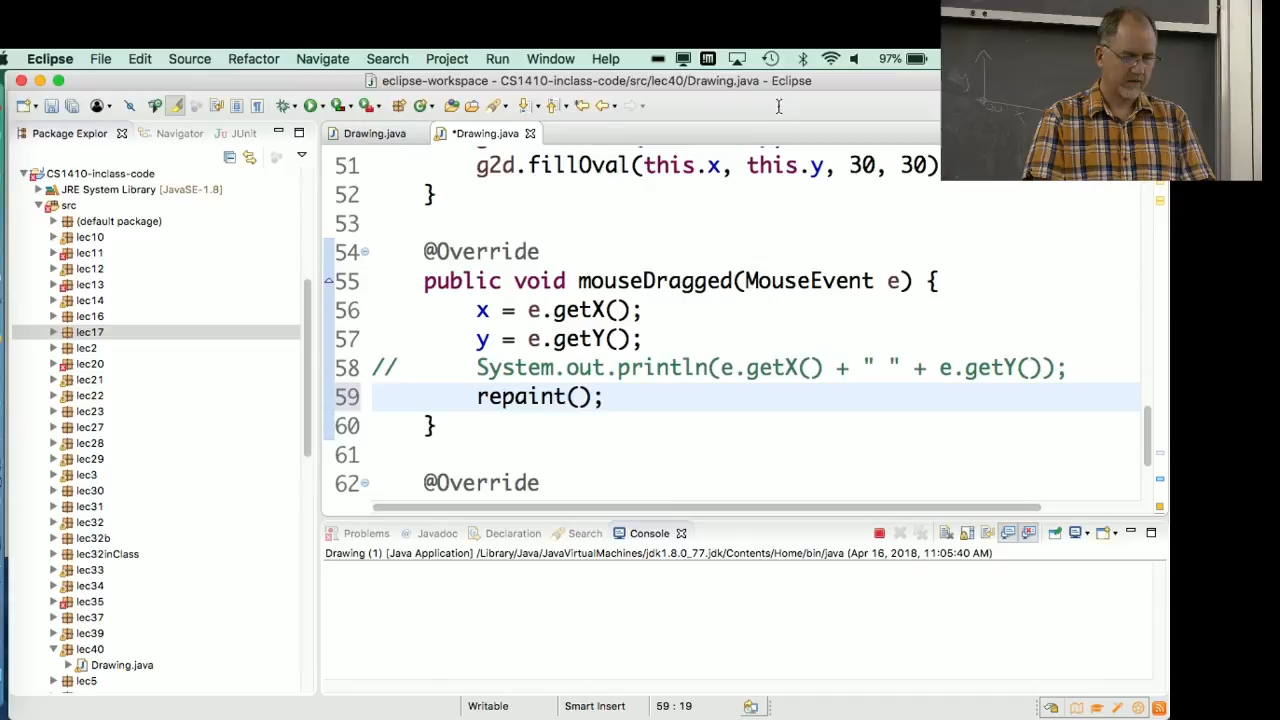 Eclipse File Edit Source Refactor Navigate Search Project Run Window Help 97%
eclipse-workspace - CS1410-inclass-code/src/lec40/Drawing.java - Eclipse
Package Explor Navigator JUnit Drawing.java *Drawing.java
CS1410-inclass-code
JRE System Library [JavaSE-1.8]
src
(default package)
lec10
lec11
lec12
lec13
lec14
lec16
lec17
lec2
lec20
lec21
lec22
lec23
lec27
lec28
lec29
lec3
lec30
lec31
lec32
lec32b
lec32inClass
lec33
lec34
lec35
lec37
lec39
lec40
Drawing.java
lec5
51 g2d.fillOval(this.x, this.y, 30, 30)
52 }
53
54 @Override
55 public void mouseDragged(MouseEvent e) {
56 x = e.getX();
57 y = e.getY();
58 // System.out.println(e.getX() + " " + e.getY());
59 repaint();
60 }
61
62 @Override
Problems Javadoc Declaration Search Console
Drawing (1) [Java Application] /Library/Java/JavaVirtualMachines/jdk1.8.0_77.jdk/Contents/Home/bin/java (Apr 16, 2018, 11:05:40 AM)
Writable Smart Insert 59 : 19